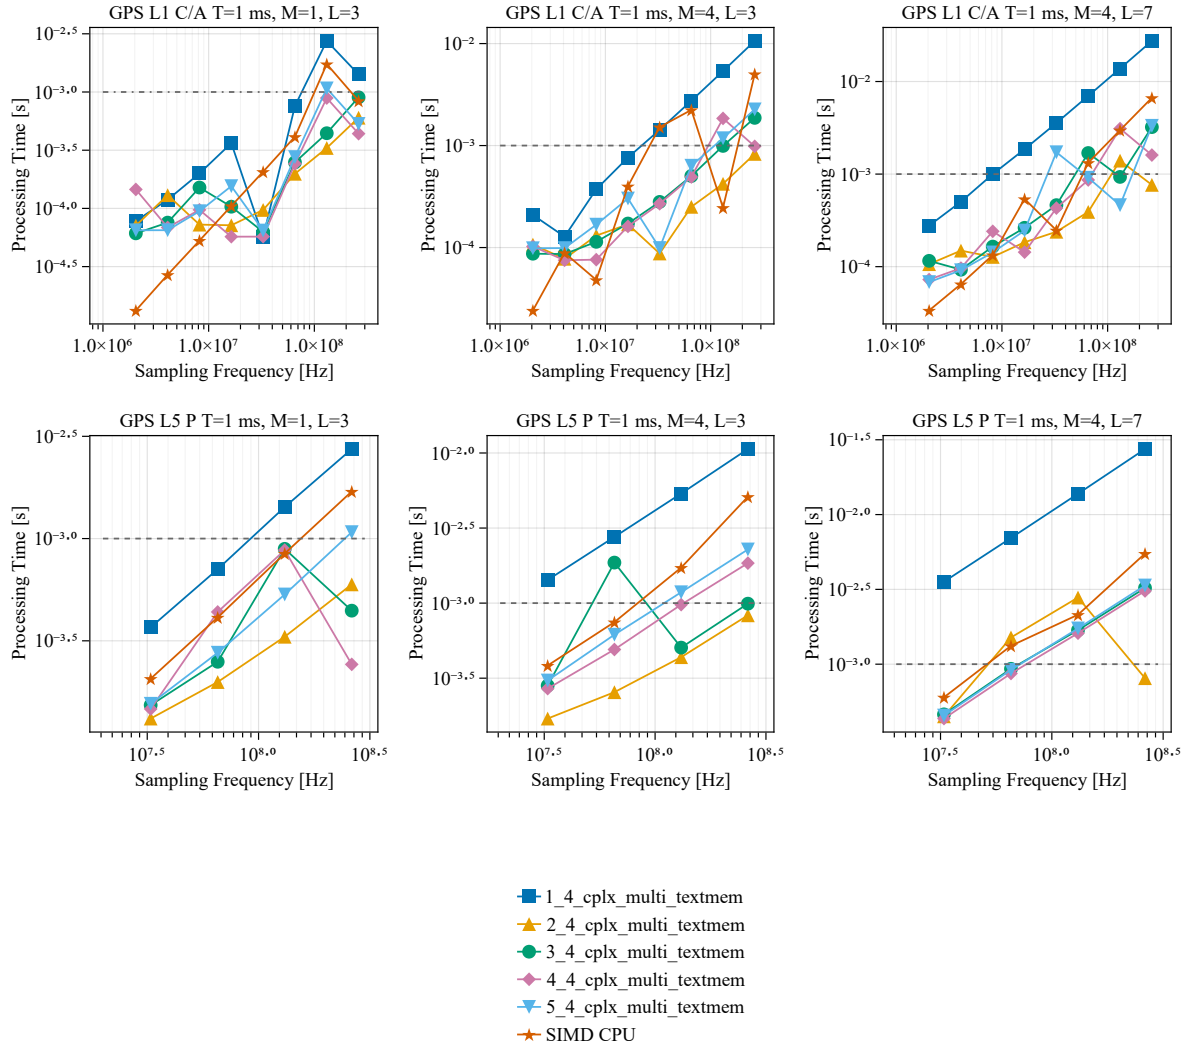 GPS L1 C/A T=1 ms, M=1, L=3
Processing Time [s]
10⁻²·⁵
10⁻³·⁰
10⁻³·⁵
10⁻⁴·⁰
10⁻⁴·⁵
1.0×10⁶
1.0×10⁷
1.0×10⁸
Sampling Frequency [Hz]
GPS L1 C/A T=1 ms, M=4, L=3
Processing Time [s]
10⁻²
10⁻³
10⁻⁴
1.0×10⁶
1.0×10⁷
1.0×10⁸
Sampling Frequency [Hz]
GPS L1 C/A T=1 ms, M=4, L=7
Processing Time [s]
10⁻²
10⁻³
10⁻⁴
1.0×10⁶
1.0×10⁷
1.0×10⁸
Sampling Frequency [Hz]
GPS L5 P T=1 ms, M=1, L=3
Processing Time [s]
10⁻²·⁵
10⁻³·⁰
10⁻³·⁵
10⁷·⁵
10⁸·⁰
10⁸·⁵
Sampling Frequency [Hz]
GPS L5 P T=1 ms, M=4, L=3
Processing Time [s]
10⁻²·⁰
10⁻²·⁵
10⁻³·⁰
10⁻³·⁵
10⁷·⁵
10⁸·⁰
10⁸·⁵
Sampling Frequency [Hz]
GPS L5 P T=1 ms, M=4, L=7
Processing Time [s]
10⁻¹·⁵
10⁻²·⁰
10⁻²·⁵
10⁻³·⁰
10⁷·⁵
10⁸·⁰
10⁸·⁵
Sampling Frequency [Hz]
1_4_cplx_multi_textmem
2_4_cplx_multi_textmem
3_4_cplx_multi_textmem
4_4_cplx_multi_textmem
5_4_cplx_multi_textmem
SIMD CPU